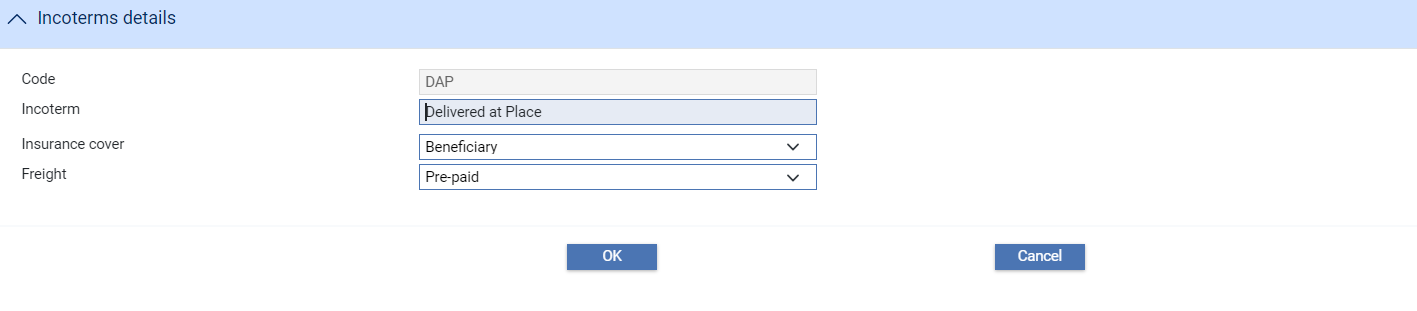 Incoterms details
Code DAP
Incoterm Delivered at Place
Insurance cover Beneficiary
Freight Pre-paid
OK Cancel